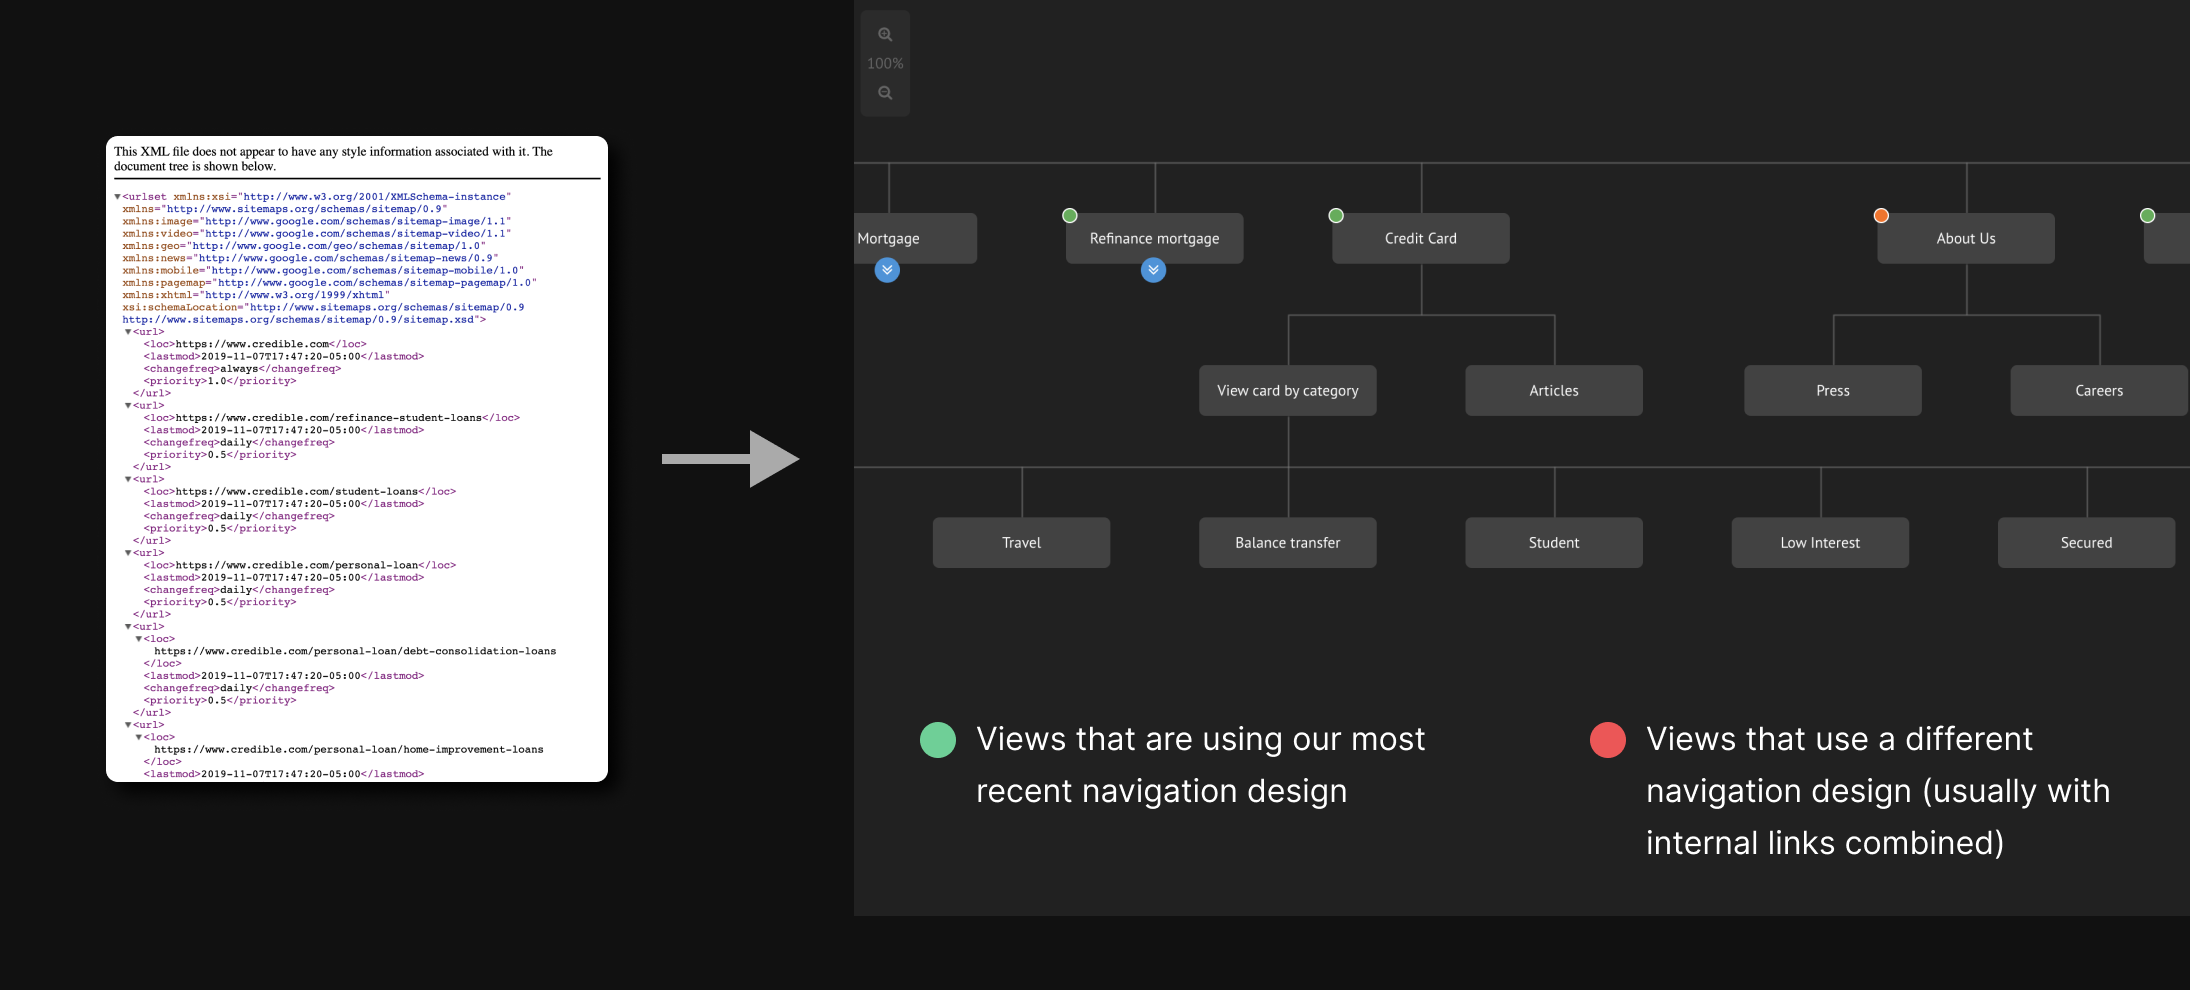 This XML file does not appear to have any style information associated with it. The
document tree is shown below.
▼<urlset xmlns:xsi="http://www.w3.org/2001/XMLSchema-instance"
xmlns="http://www.sitemaps.org/schemas/sitemap/0.9"
xmlns:image="http://www.google.com/schemas/sitemap-image/1.1"
xmlns:video="http://www.google.com/schemas/sitemap-video/1.1"
xmlns:geo="http://www.google.com/geo/schemas/sitemap/1.0"
xmlns:news="http://www.google.com/schemas/sitemap-news/0.9"
xmlns:mobile="http://www.google.com/schemas/sitemap-mobile/1.0"
xmlns:pagemap="http://www.google.com/schemas/sitemap-pagemap/1.0"
xmlns:xhtml="http://www.w3.org/1999/xhtml"
xsi:schemaLocation="http://www.sitemaps.org/schemas/sitemap/0.9
http://www.sitemaps.org/schemas/sitemap/0.9/sitemap.xsd">
▼<url>
<loc>https://www.credible.com</loc>
<lastmod>2019-11-07T17:47:20-05:00</lastmod>
<changefreq>always</changefreq>
<priority>1.0</priority>
</url>
▼<url>
<loc>https://www.credible.com/refinance-student-loans</loc>
<lastmod>2019-11-07T17:47:20-05:00</lastmod>
<changefreq>daily</changefreq>
<priority>0.5</priority>
</url>
▼<url>
<loc>https://www.credible.com/student-loans</loc>
<lastmod>2019-11-07T17:47:20-05:00</lastmod>
<changefreq>daily</changefreq>
<priority>0.5</priority>
</url>
▼<url>
<loc>https://www.credible.com/personal-loan</loc>
<lastmod>2019-11-07T17:47:20-05:00</lastmod>
<changefreq>daily</changefreq>
<priority>0.5</priority>
</url>
▼<url>
▼<loc>
https://www.credible.com/personal-loan/debt-consolidation-loans
</loc>
<lastmod>2019-11-07T17:47:20-05:00</lastmod>
<changefreq>daily</changefreq>
<priority>0.5</priority>
</url>
▼<url>
▼<loc>
https://www.credible.com/personal-loan/home-improvement-loans
</loc>
<lastmod>2019-11-07T17:47:20-05:00</lastmod>
100%
Mortgage
Refinance mortgage
Credit Card
About Us
View card by category
Articles
Press
Careers
Travel
Balance transfer
Student
Low Interest
Secured
Views that are using our most
recent navigation design
Views that use a different
navigation design (usually with
internal links combined)